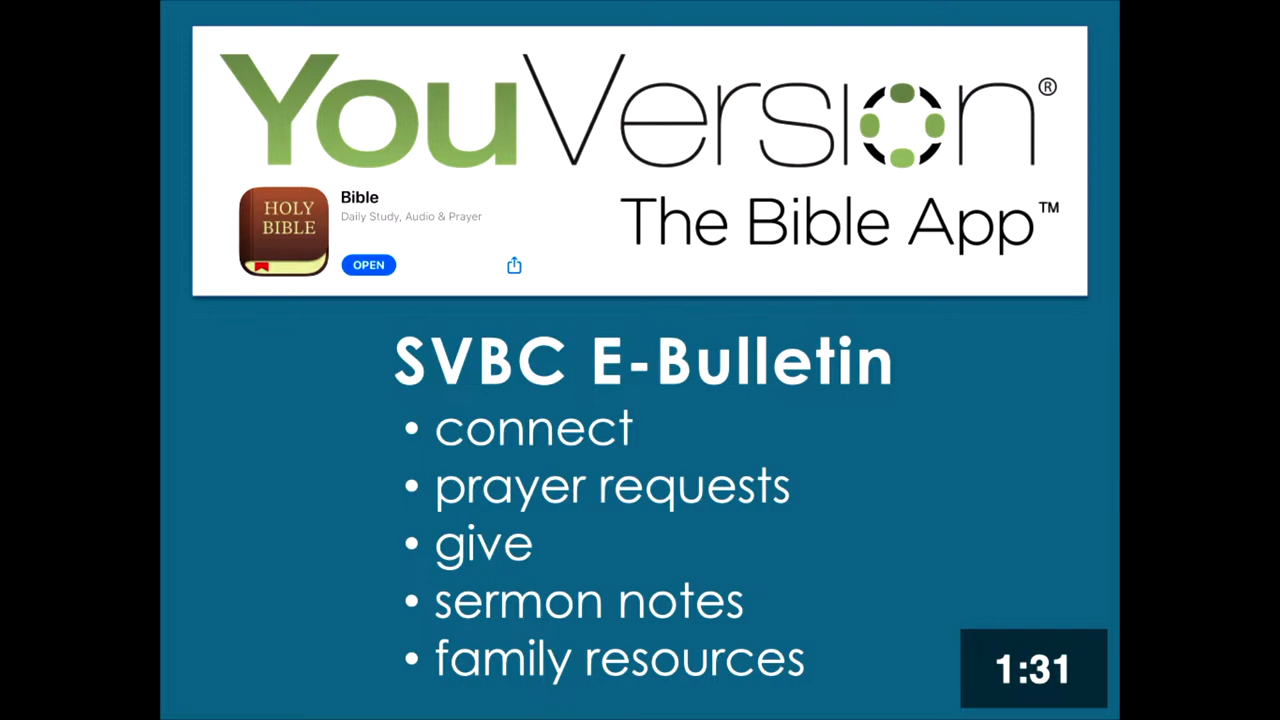 YouVersion®
The Bible App™
HOLY
BIBLE
Bible
Daily Study, Audio & Prayer
OPEN
SVBC E-Bulletin
• connect
• prayer requests
• give
• sermon notes
• family resources
1:31